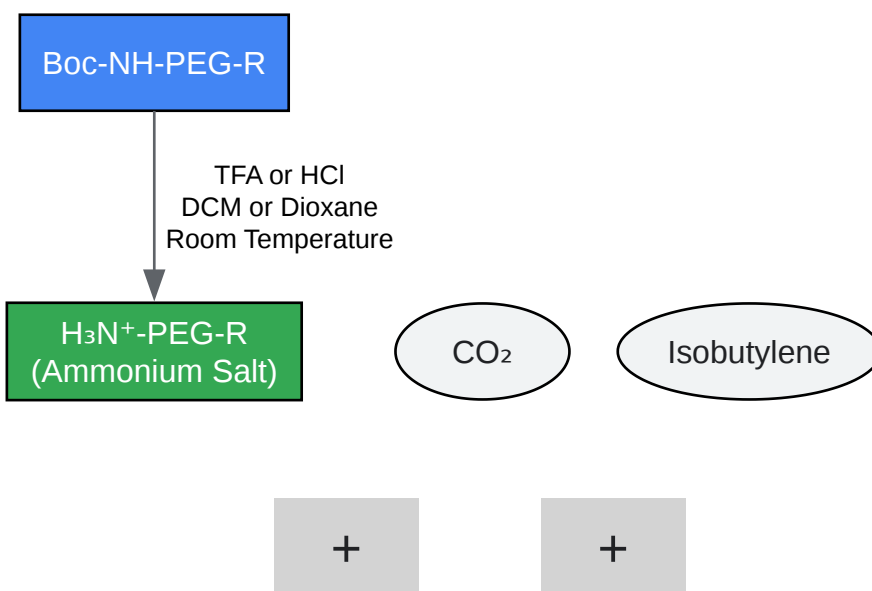 Boc-NH-PEG-R
TFA or HCl
DCM or Dioxane
Room Temperature
H₃N⁺-PEG-R
(Ammonium Salt)
CO₂
Isobutylene
+
+